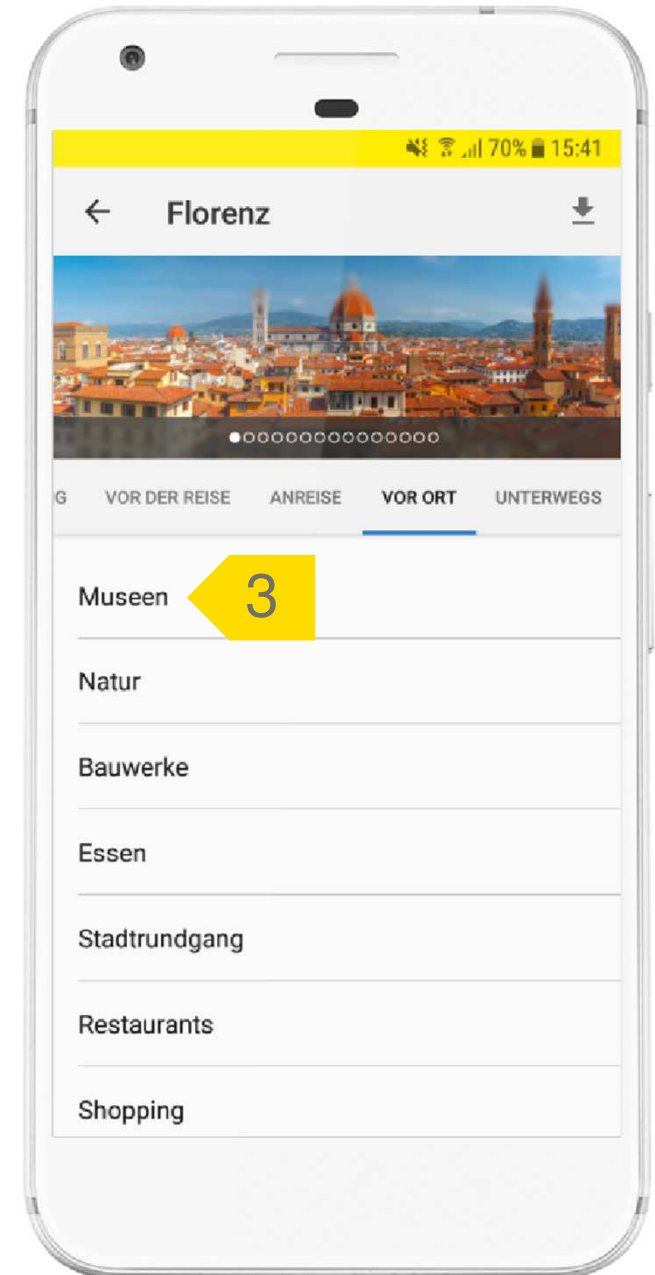 70% 15:41
Florenz
G VOR DER REISE ANREISE VOR ORT UNTERWEGS
Museen 3
Natur
Bauwerke
Essen
Stadtrundgang
Restaurants
Shopping